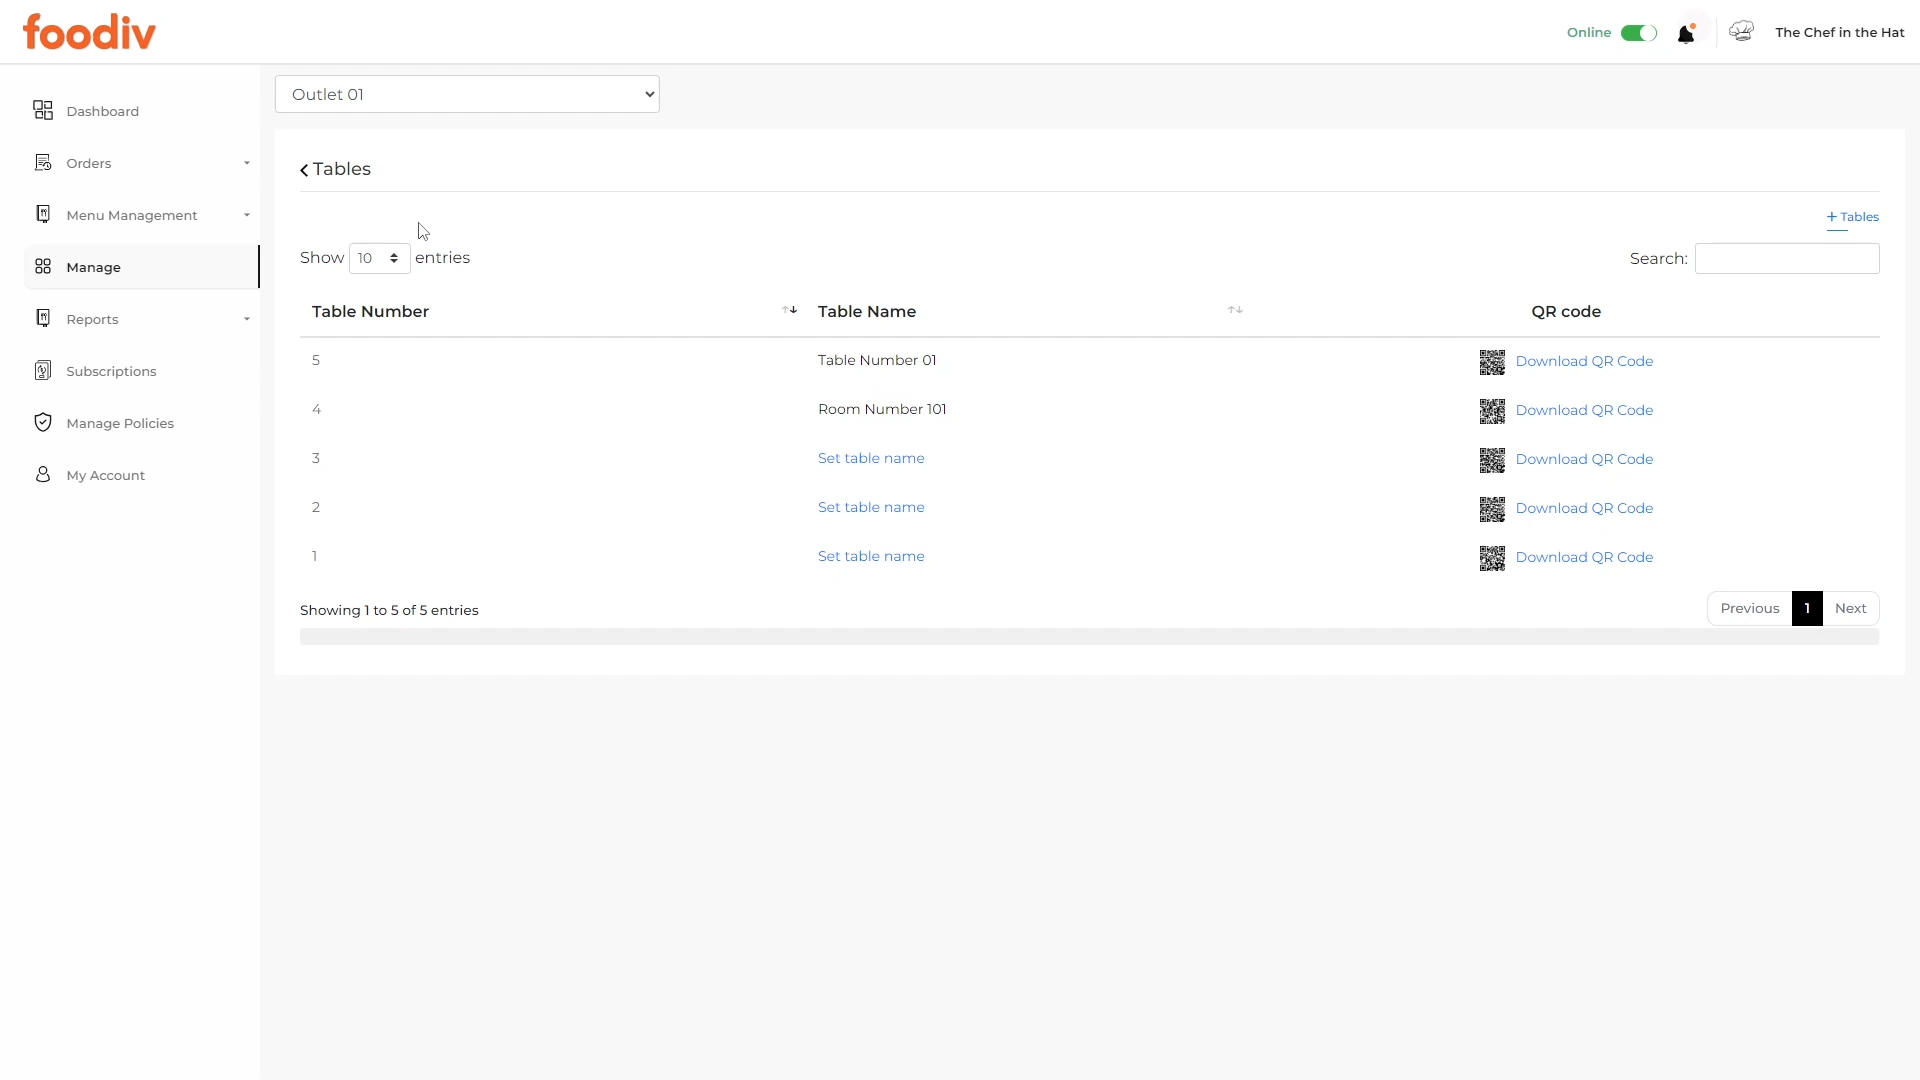 foodiv
Online
The Chef in the Hat
Outlet 01
Dashboard
Orders
Menu Management
Manage
Reports
Subscriptions
Manage Policies
My Account
Tables
+ Tables
Show 10 entries
Search:
Table Number Table Name QR code
5 Table Number 01 Download QR Code
4 Room Number 101 Download QR Code
3 Set table name Download QR Code
2 Set table name Download QR Code
1 Set table name Download QR Code
Showing 1 to 5 of 5 entries
Previous 1 Next